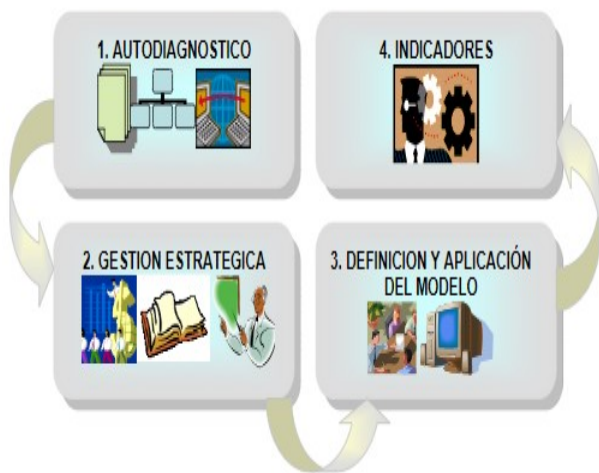 1. AUTODIAGNOSTICO
2. GESTION ESTRATEGICA
3. DEFINICION Y APLICACIÓN
DEL MODELO
4. INDICADORES